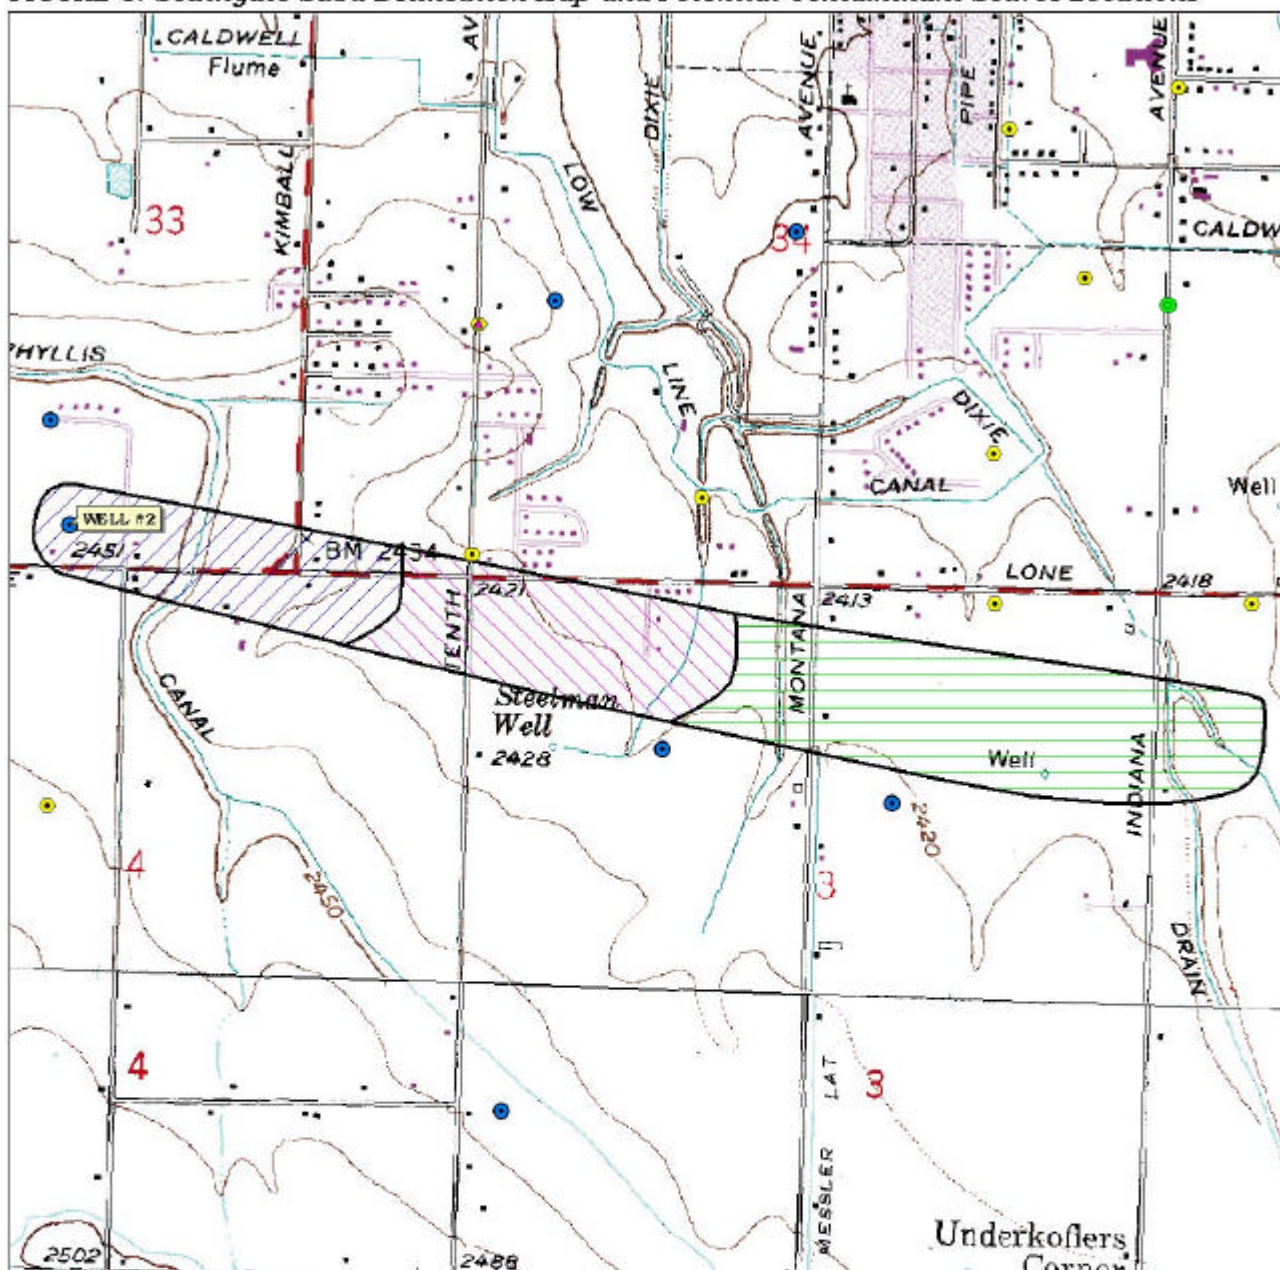 CALDWELL
Flume
AV
DIXIE
AVENUE
PIPE
AVENUE
LOW
KIMBALL
33
34
CALDW
PHYLLIS
LINE
DIXIE
CANAL
Well
WELL #2
2451
BM 2434
LONE
2418
2421
2413
TENTH
MONTANA
Steelman
Well
2428
CANAL
Well
INDIANA
2420
4
3
2450
DRAIN
4
3
MESSLER LAT
Underkoflers
Corner
2502
2488